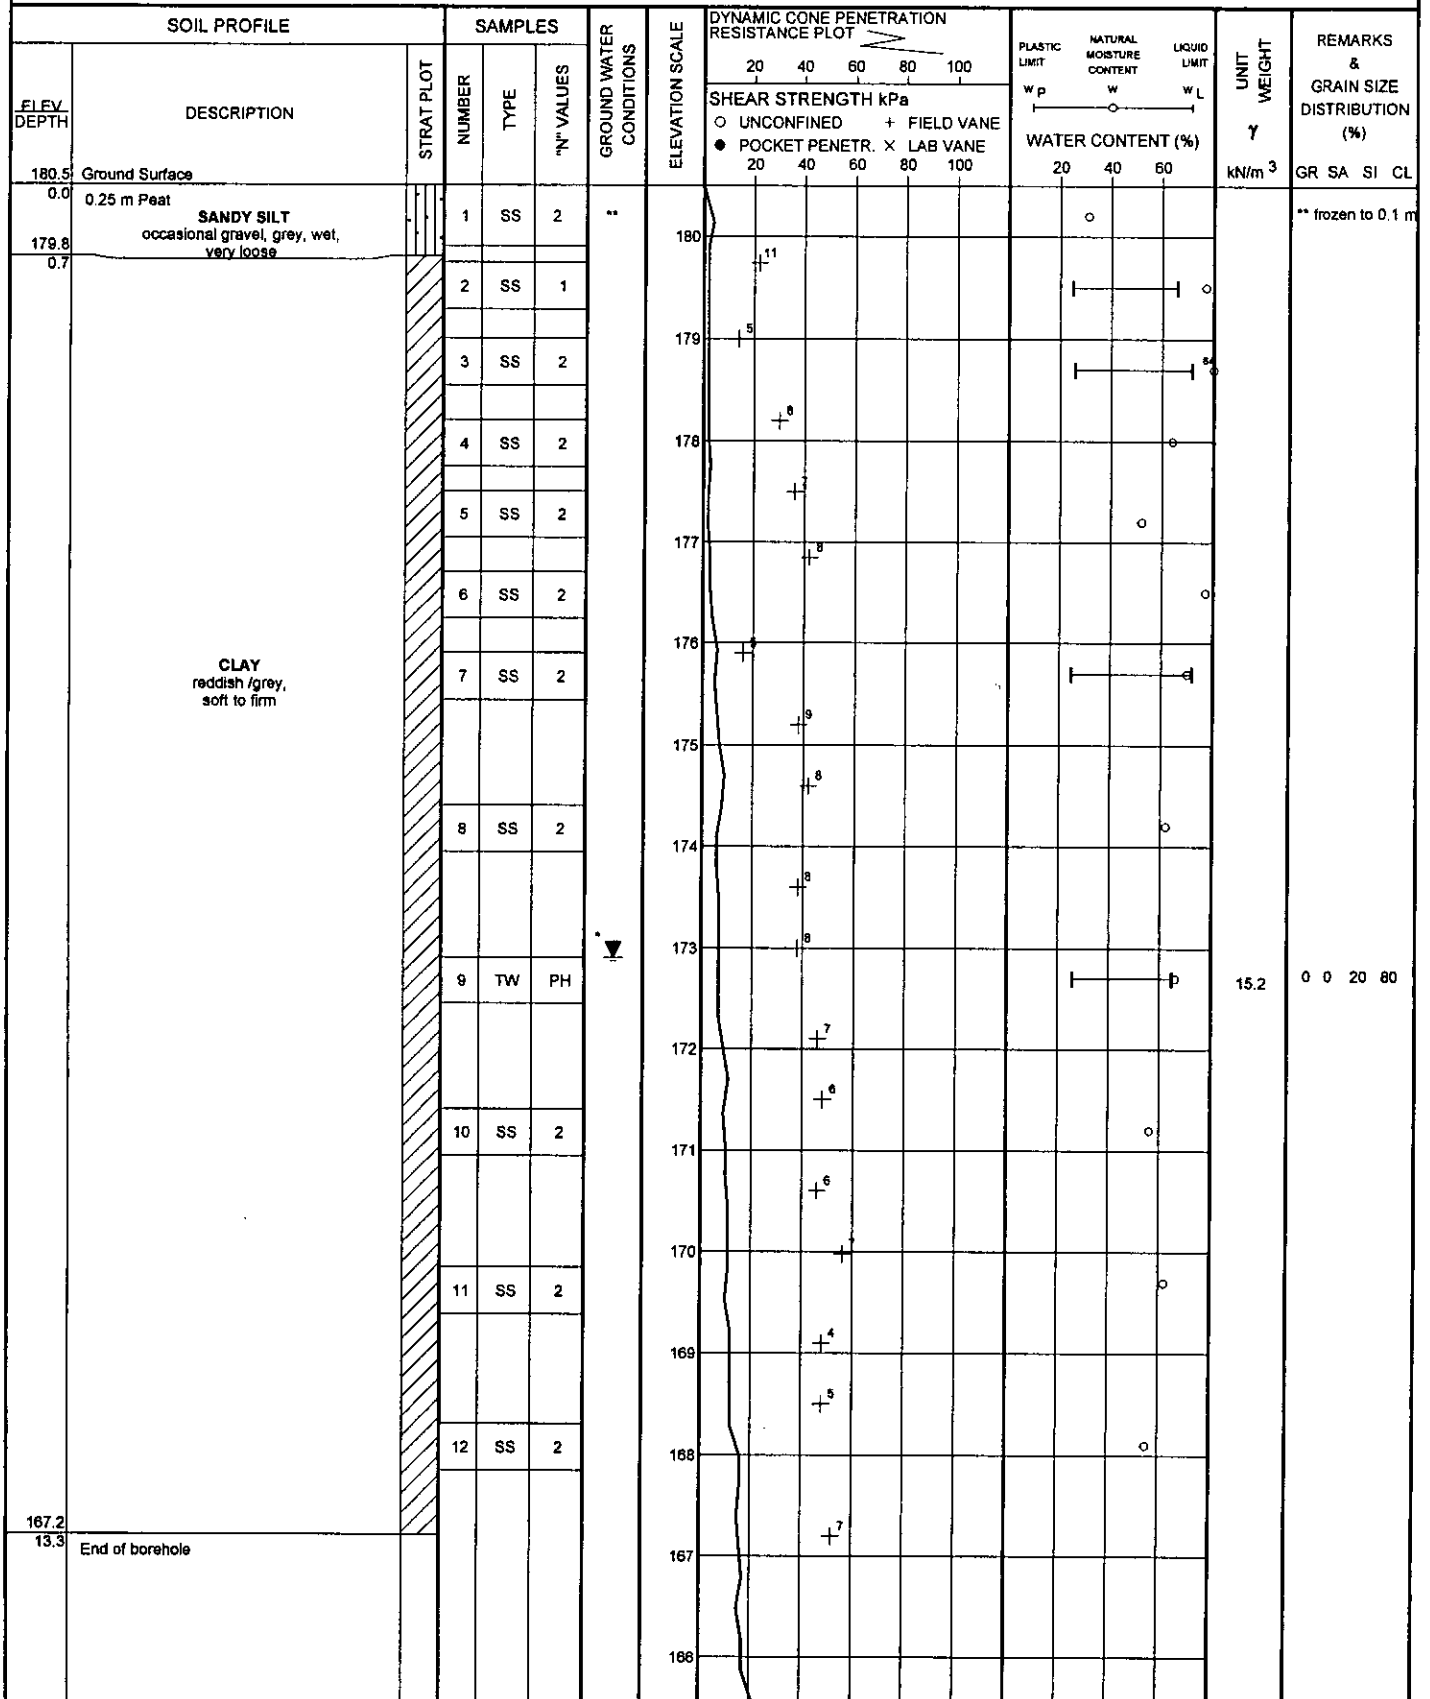 SOIL PROFILE
SAMPLES
GROUND WATER CONDITIONS
ELEVATION SCALE
DYNAMIC CONE PENETRATION
RESISTANCE PLOT
20 40 60 80 100
SHEAR STRENGTH kPa
○ UNCONFINED + FIELD VANE
● POCKET PENETR. × LAB VANE
20 40 60 80 100
PLASTIC LIMIT
NATURAL MOISTURE CONTENT
LIQUID LIMIT
W P W W L
WATER CONTENT (%)
20 40 60
UNIT WEIGHT
γ
kN/m 3
REMARKS
&
GRAIN SIZE
DISTRIBUTION
(%)
GR SA SI CL
ELEV
DEPTH
DESCRIPTION
STRAT PLOT
NUMBER
TYPE
"N" VALUES
180.5 Ground Surface
0.0 0.25 m Peat
SANDY SILT
occasional gravel, grey, wet,
very loose
179.8
0.7
1 SS 2 **
** frozen to 0.1 m
180
11
2 SS 1
179
5
3 SS 2
4 SS 2
8
178
7
5 SS 2
177
8
6 SS 2
176
CLAY
reddish /grey,
soft to firm
7 SS 2
9
175
8
8 SS 2
174
8
* 173
8
9 TW PH
15.2
0 0 20 80
7
172
6
10 SS 2
171
6
170
7
11 SS 2
4
169
5
12 SS 2
168
167.2
13.3 End of borehole
7
167
166